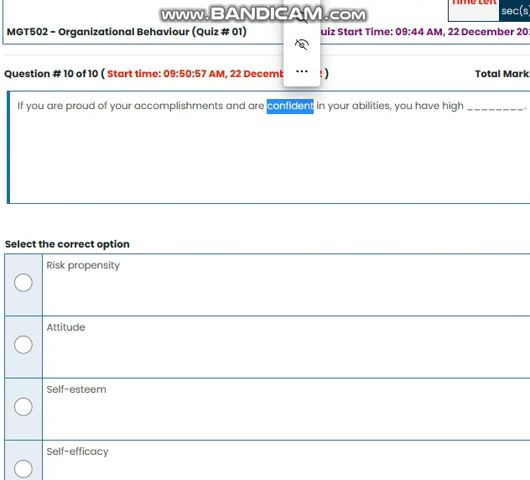 Time Left
sec(s)
WWW.BANDICAM.COM
MGT502 - Organizational Behaviour (Quiz # 01)
uiz Start Time: 09:44 AM, 22 December 20
Question # 10 of 10 ( Start time: 09:50:57 AM, 22 Decemb 2 )
Total Mark
If you are proud of your accomplishments and are confident in your abilities, you have high ________.
Select the correct option
Risk propensity
Attitude
Self-esteem
Self-efficacy